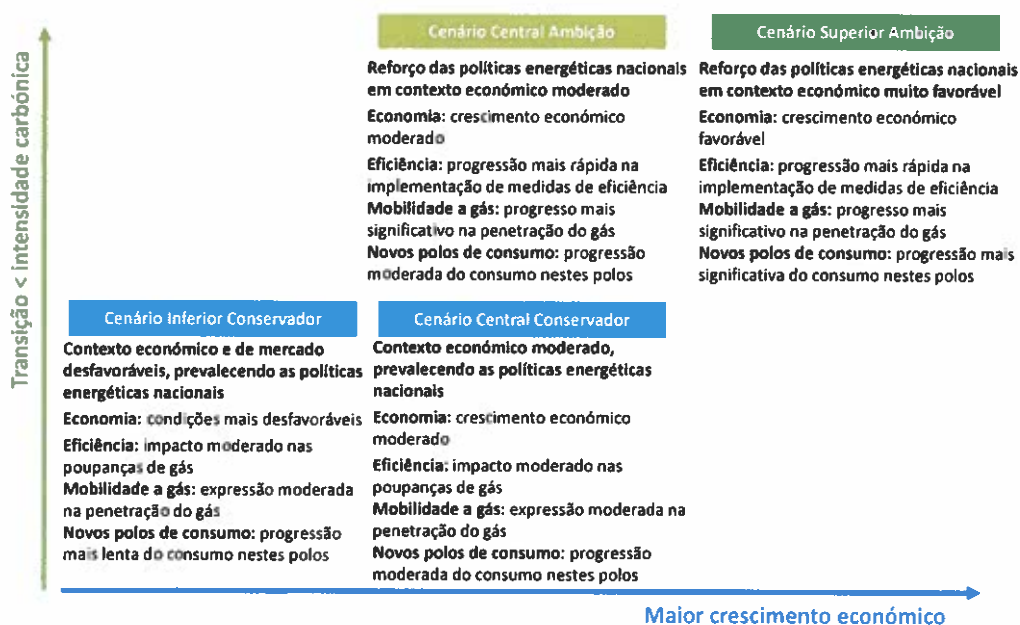 Transição < intensidade carbónica
Cenário Central Ambição
Reforço das políticas energéticas nacionais
em contexto económico moderado
Economia: crescimento económico
moderado
Eficiência: progressão mais rápida na
implementação de medidas de eficiência
Mobilidade a gás: progresso mais
significativo na penetração do gás
Novos polos de consumo: progressão
moderada do consumo nestes polos
Cenário Superior Ambição
Reforço das políticas energéticas nacionais
em contexto económico muito favorável
Economia: crescimento económico
favorável
Eficiência: progressão mais rápida na
implementação de medidas de eficiência
Mobilidade a gás: progresso mais
significativo na penetração do gás
Novos polos de consumo: progressão mais
significativa do consumo nestes polos
Cenário Inferior Conservador
Contexto económico e de mercado
desfavoráveis, prevalecendo as políticas
energéticas nacionais
Economia: condições mais desfavoráveis
Eficiência: impacto moderado nas
poupanças de gás
Mobilidade a gás: expressão moderada
na penetração do gás
Novos polos de consumo: progressão
mais lenta do consumo nestes polos
Cenário Central Conservador
Contexto económico moderado,
prevalecendo as políticas energéticas
nacionais
Economia: crescimento económico
moderado
Eficiência: impacto moderado nas
poupanças de gás
Mobilidade a gás: expressão moderada na
penetração do gás
Novos polos de consumo: progressão
moderada do consumo nestes polos
Maior crescimento económico